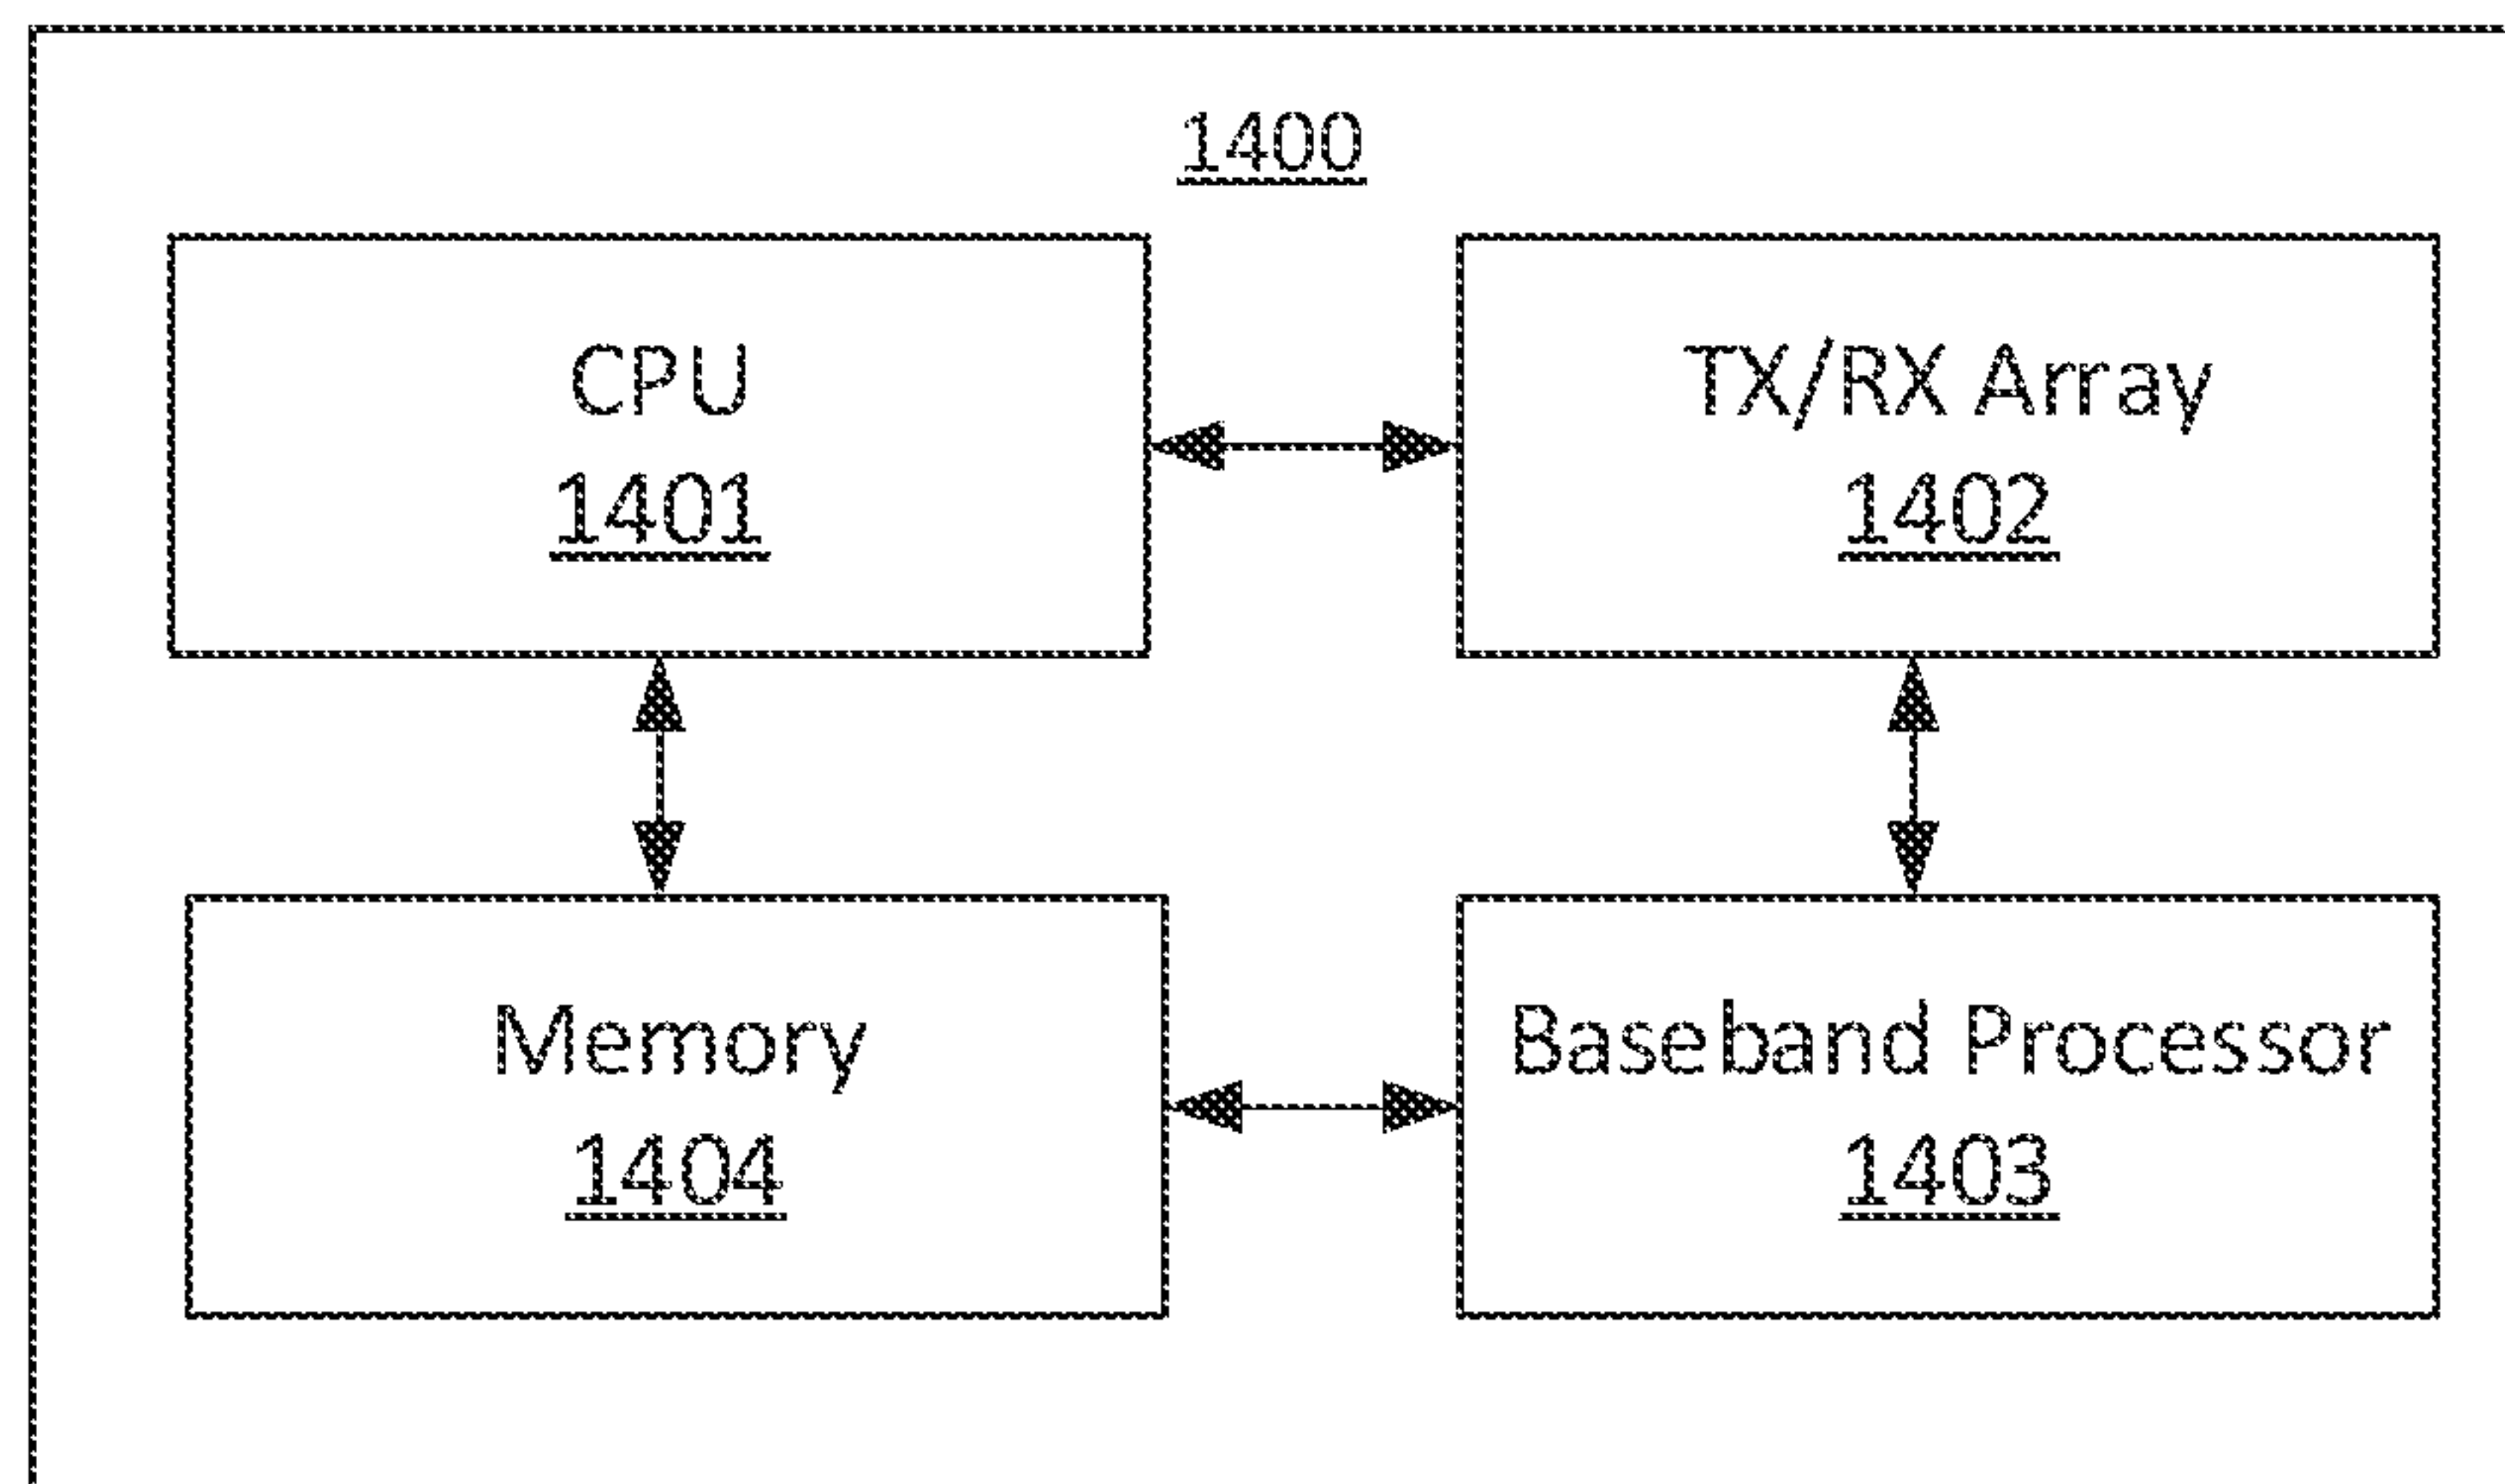 1400
CPU
1401
TX/RX Array
1402
Memory
1404
Baseband Processor
1403